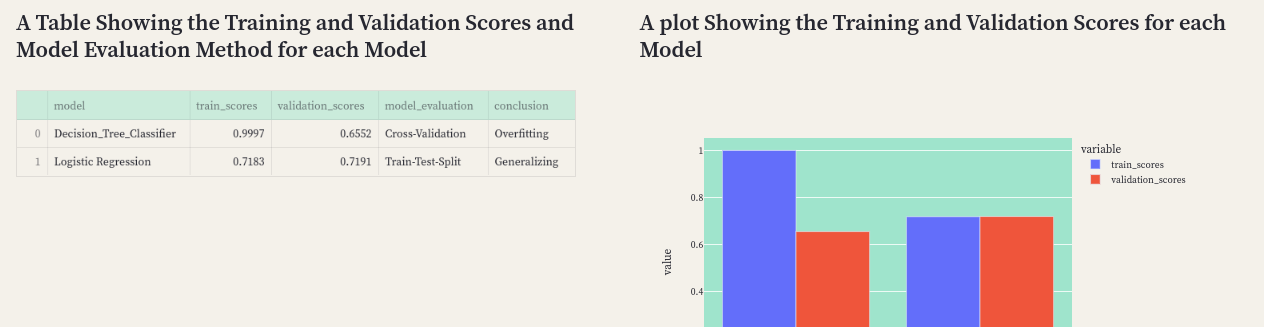 A Table Showing the Training and Validation Scores and
Model Evaluation Method for each Model
model train_scores validation_scores model_evaluation conclusion
0 Decision_Tree_Classifier 0.9997 0.6552 Cross-Validation Overfitting
1 Logistic Regression 0.7183 0.7191 Train-Test-Split Generalizing
A plot Showing the Training and Validation Scores for each
Model
1
0.8
0.6
0.4
value
variable
train_scores
validation_scores